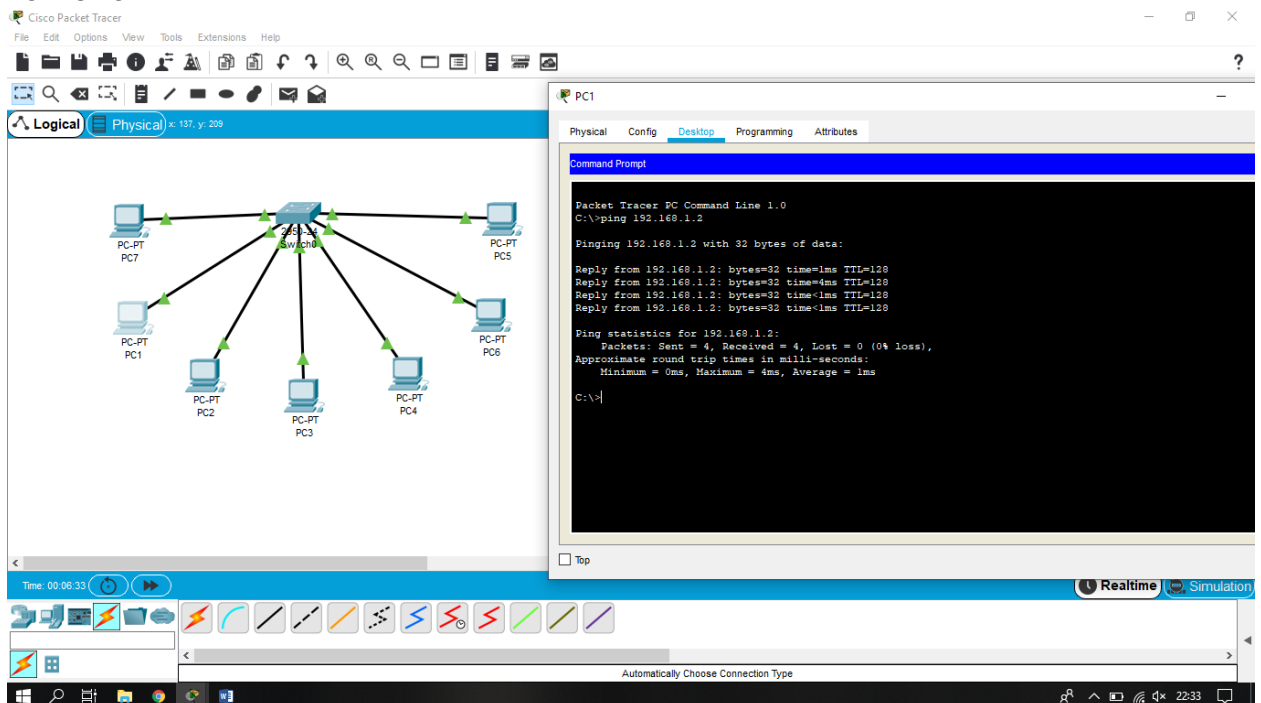 Cisco Packet Tracer
File Edit Options View Tools Extensions Help
?
Logical Physical x: 137, y: 209
PC-PT
PC7
2950-24
Switch0
PC-PT
PC5
PC-PT
PC1
PC-PT
PC6
PC-PT
PC2
PC-PT
PC3
PC-PT
PC4
PC1
Physical Config Desktop Programming Attributes
Command Prompt
Packet Tracer PC Command Line 1.0
C:\>ping 192.168.1.2
Pinging 192.168.1.2 with 32 bytes of data:
Reply from 192.168.1.2: bytes=32 time=1ms TTL=128
Reply from 192.168.1.2: bytes=32 time=4ms TTL=128
Reply from 192.168.1.2: bytes=32 time<1ms TTL=128
Reply from 192.168.1.2: bytes=32 time<1ms TTL=128
Ping statistics for 192.168.1.2:
Packets: Sent = 4, Received = 4, Lost = 0 (0% loss),
Approximate round trip times in milli-seconds:
Minimum = 0ms, Maximum = 4ms, Average = 1ms
C:\>
Top
Time: 00:06:33
Realtime Simulation
Automatically Choose Connection Type
22:33